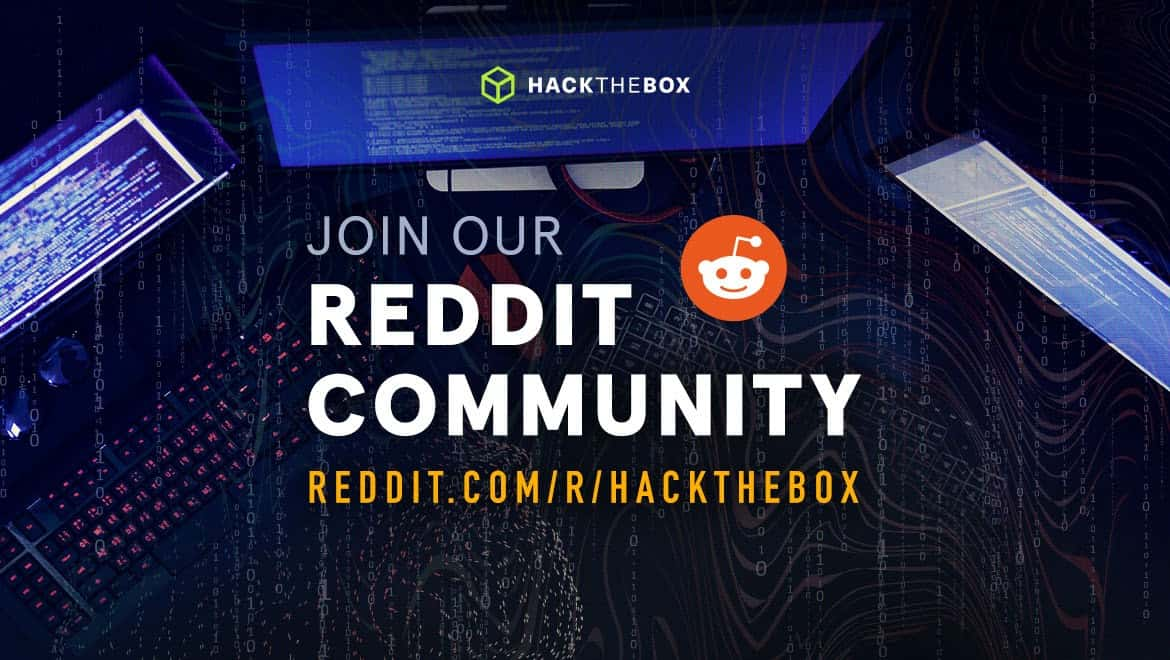 HACKTHEBOX
JOIN OUR
REDDIT
COMMUNITY
REDDIT.COM/R/HACKTHEBOX